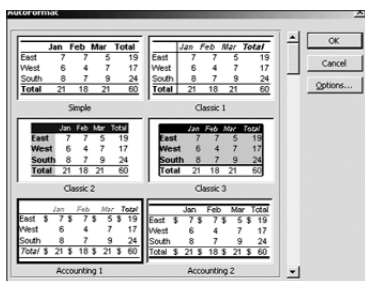 AutoFormat
OK
Cancel
Options...
Jan Feb Mar Total
East 7 7 5 19
West 6 4 7 17
South 8 7 9 24
Total 21 18 21 60
Simple
Jan Feb Mar Total
East 7 7 5 19
West 6 4 7 17
South 8 7 9 24
Total 21 18 21 60
Classic 1
Jan Feb Mar Total
East 7 7 5 19
West 6 4 7 17
South 8 7 9 24
Total 21 18 21 60
Classic 2
Jan Feb Mar Total
East 7 7 5 19
West 6 4 7 17
South 8 7 9 24
Total 21 18 21 60
Classic 3
Jan Feb Mar Total
East $ 7 $ 7 $ 5 $ 19
West 6 4 7 17
South 8 7 9 24
Total $ 21 $ 18 $ 21 $ 60
Accounting 1
Jan Feb Mar Total
East $ 7 $ 7 $ 5 $ 19
West 6 4 7 17
South 8 7 9 24
Total $ 21 $ 18 $ 21 $ 60
Accounting 2